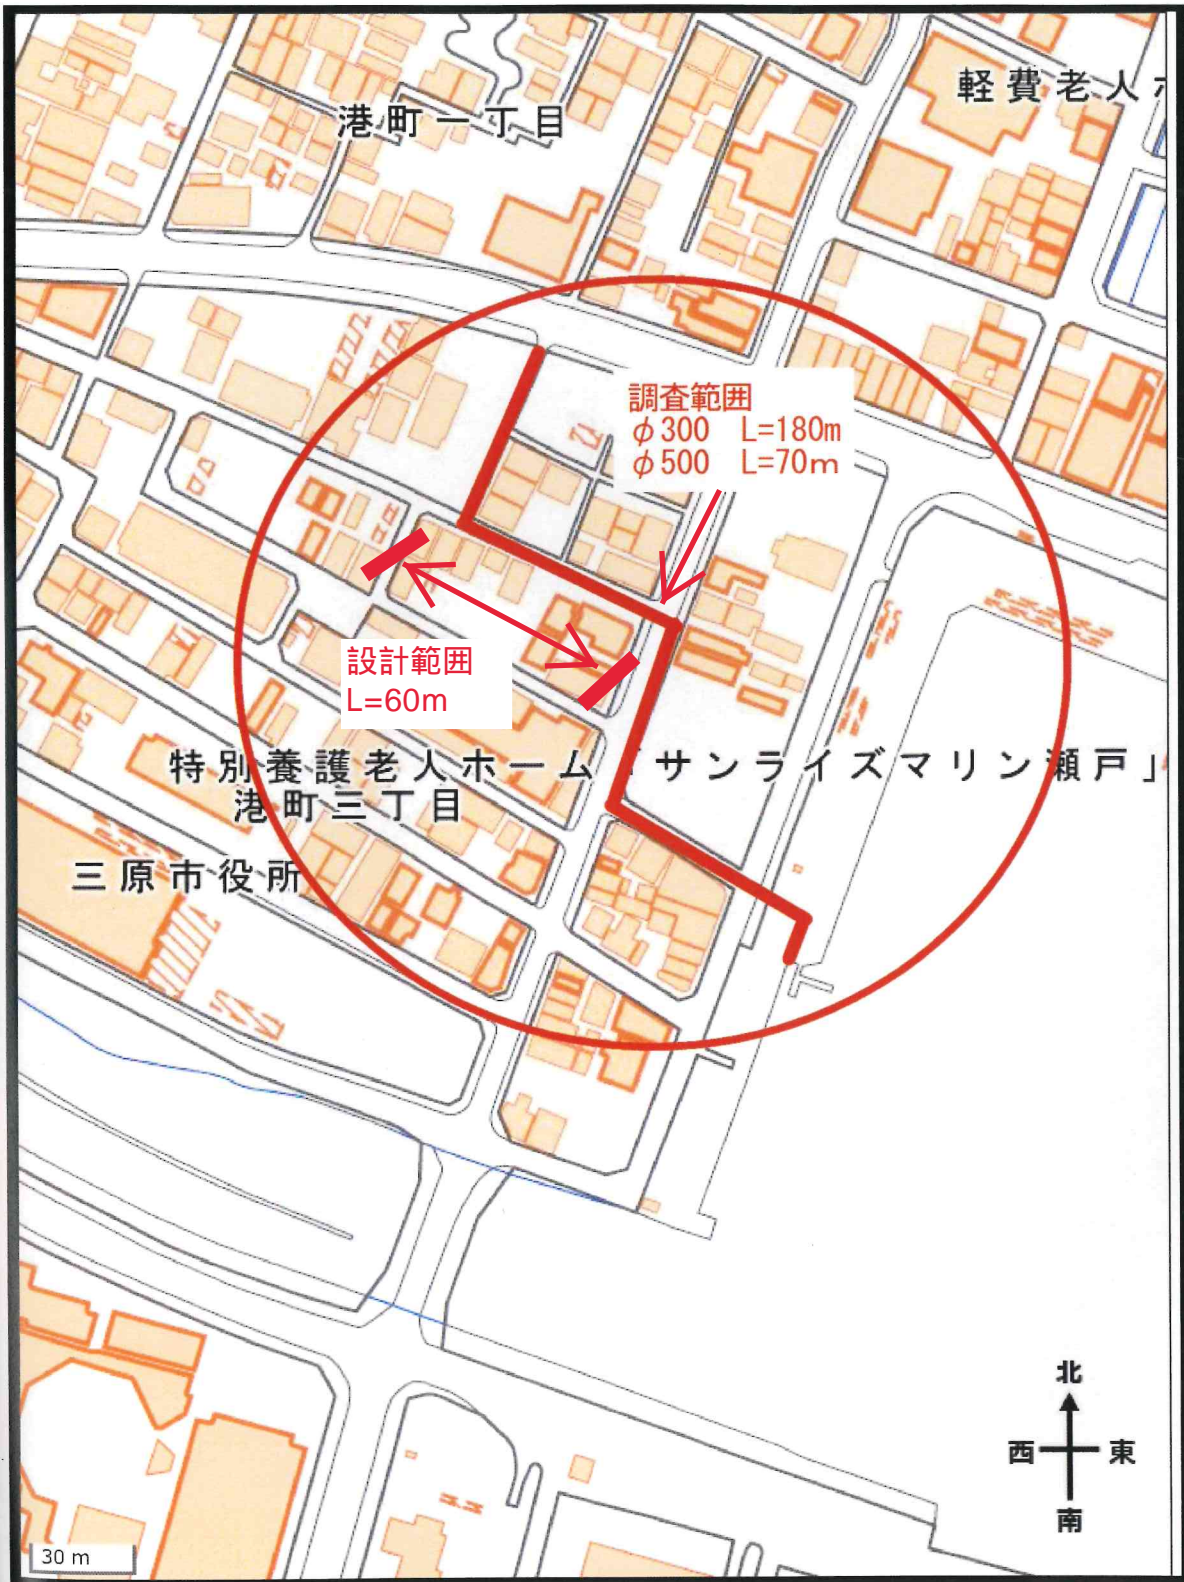 軽費老人ホ
港町一丁目
調査範囲
φ300 L=180m
φ500 L=70m
設計範囲
L=60m
特別養護老人ホーム「サンライズマリン瀬戸」
港町三丁目
三原市役所
北
西 東
南
30 m